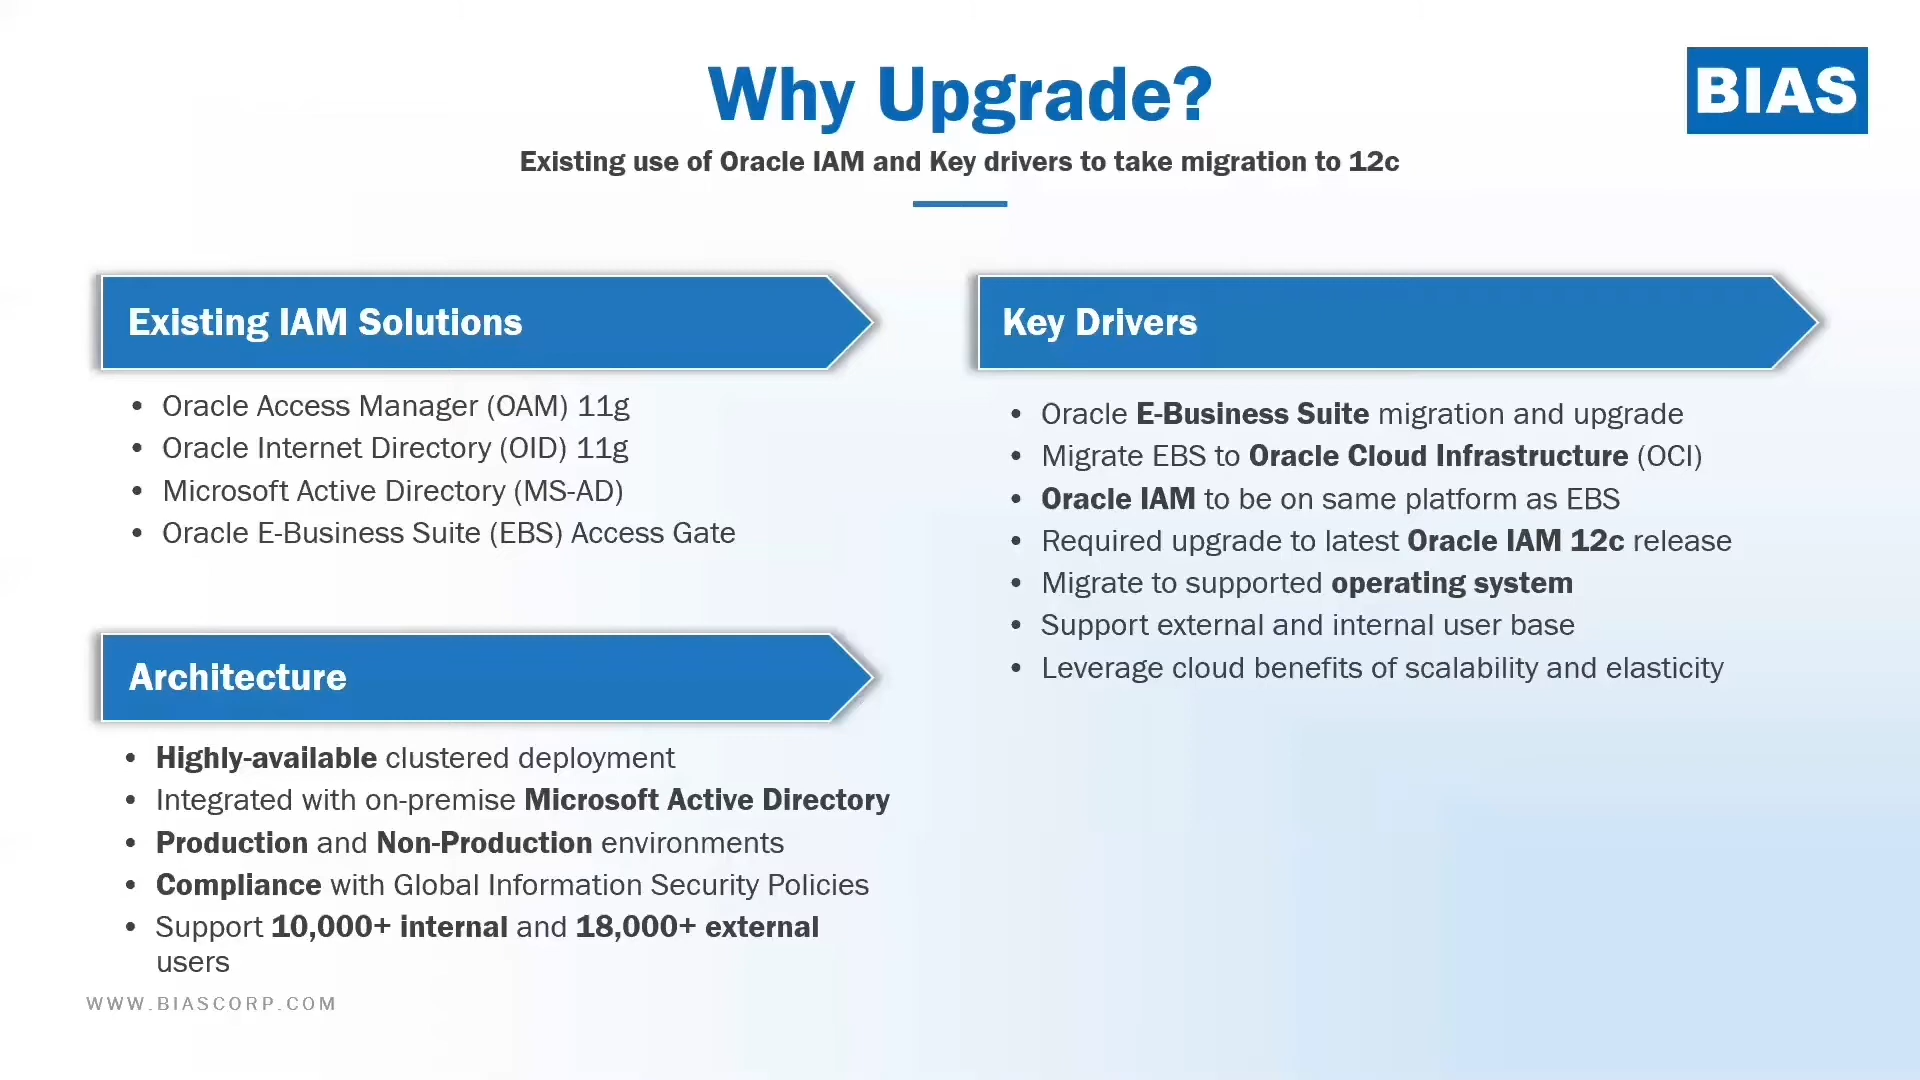 Why Upgrade?
BIAS
Existing use of Oracle IAM and Key drivers to take migration to 12c
Existing IAM Solutions
• Oracle Access Manager (OAM) 11g
• Oracle Internet Directory (OID) 11g
• Microsoft Active Directory (MS-AD)
• Oracle E-Business Suite (EBS) Access Gate
Architecture
• Highly-available clustered deployment
• Integrated with on-premise Microsoft Active Directory
• Production and Non-Production environments
• Compliance with Global Information Security Policies
• Support 10,000+ internal and 18,000+ external
users
Key Drivers
• Oracle E-Business Suite migration and upgrade
• Migrate EBS to Oracle Cloud Infrastructure (OCI)
• Oracle IAM to be on same platform as EBS
• Required upgrade to latest Oracle IAM 12c release
• Migrate to supported operating system
• Support external and internal user base
• Leverage cloud benefits of scalability and elasticity
WWW.BIASCORP.COM